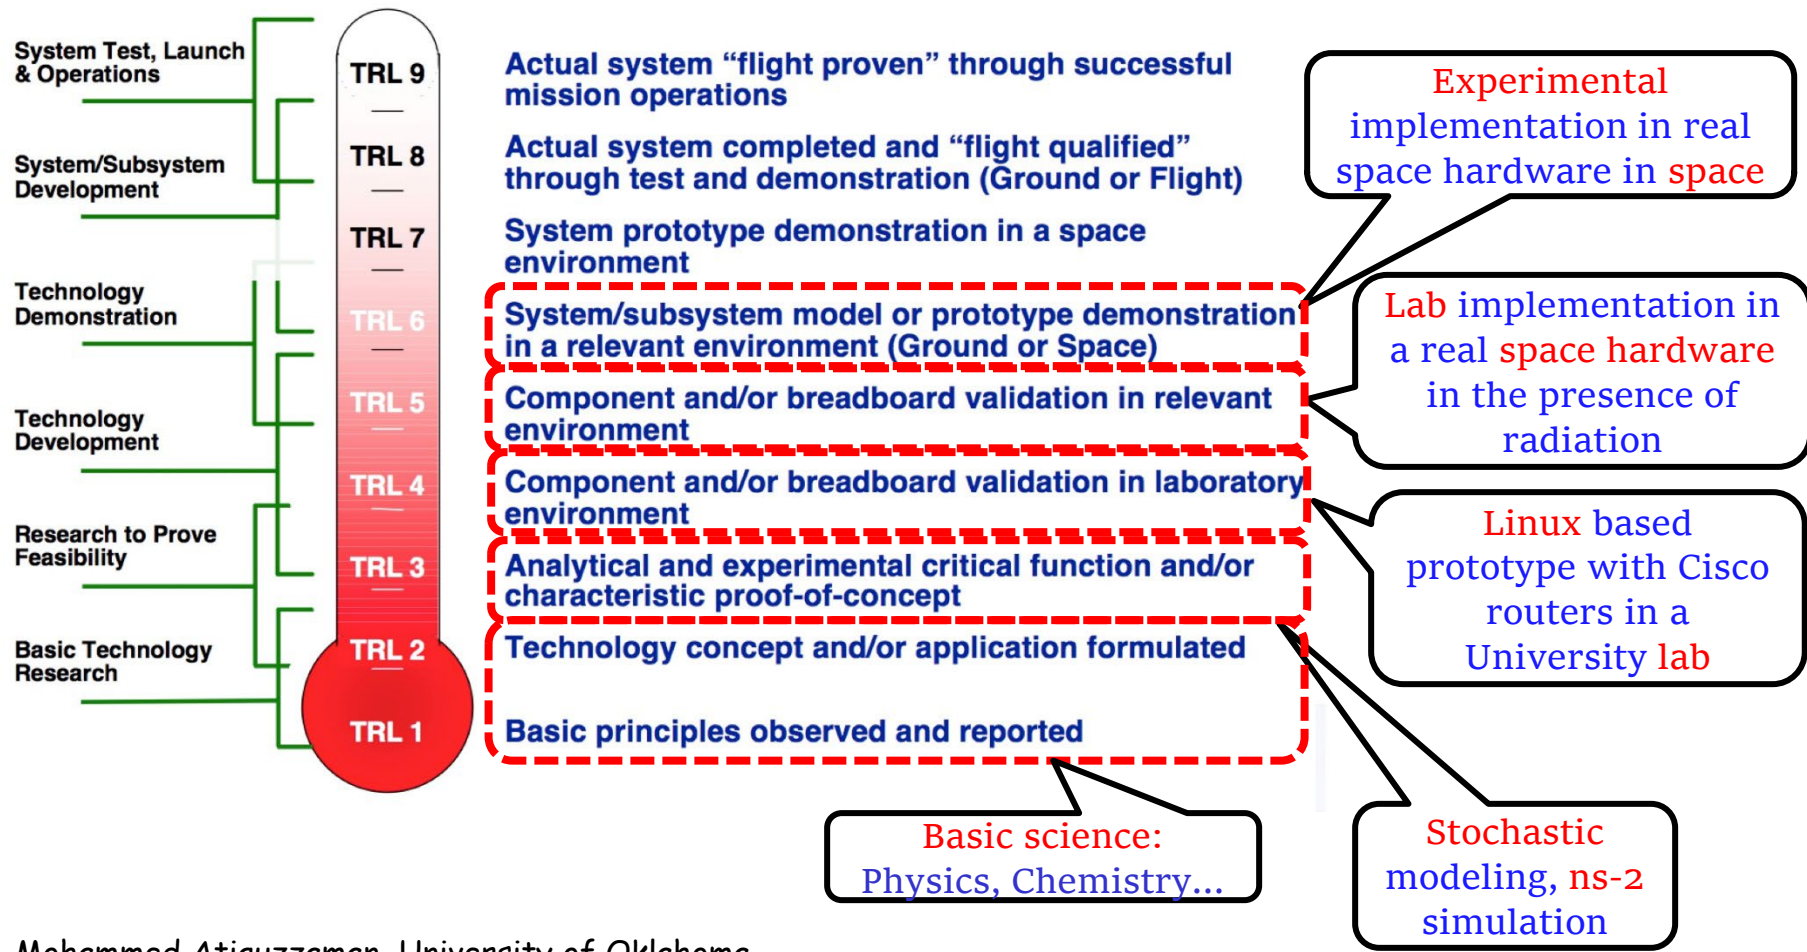 System Test, Launch
& Operations
System/Subsystem
Development
Technology
Demonstration
Technology
Development
Research to Prove
Feasibility
Basic Technology
Research
TRL 9
TRL 8
TRL 7
TRL 6
TRL 5
TRL 4
TRL 3
TRL 2
TRL 1
Actual system “flight proven” through successful
mission operations
Actual system completed and “flight qualified”
through test and demonstration (Ground or Flight)
System prototype demonstration in a space
environment
System/subsystem model or prototype demonstration
in a relevant environment (Ground or Space)
Component and/or breadboard validation in relevant
environment
Component and/or breadboard validation in laboratory
environment
Analytical and experimental critical function and/or
characteristic proof-of-concept
Technology concept and/or application formulated
Basic principles observed and reported
Experimental
implementation in real
space hardware in space
Lab implementation in
a real space hardware
in the presence of
radiation
Linux based
prototype with Cisco
routers in a
University lab
Stochastic
modeling, ns-2
simulation
Basic science:
Physics, Chemistry...
Mohammed Atiquzzaman, University of Oklahoma